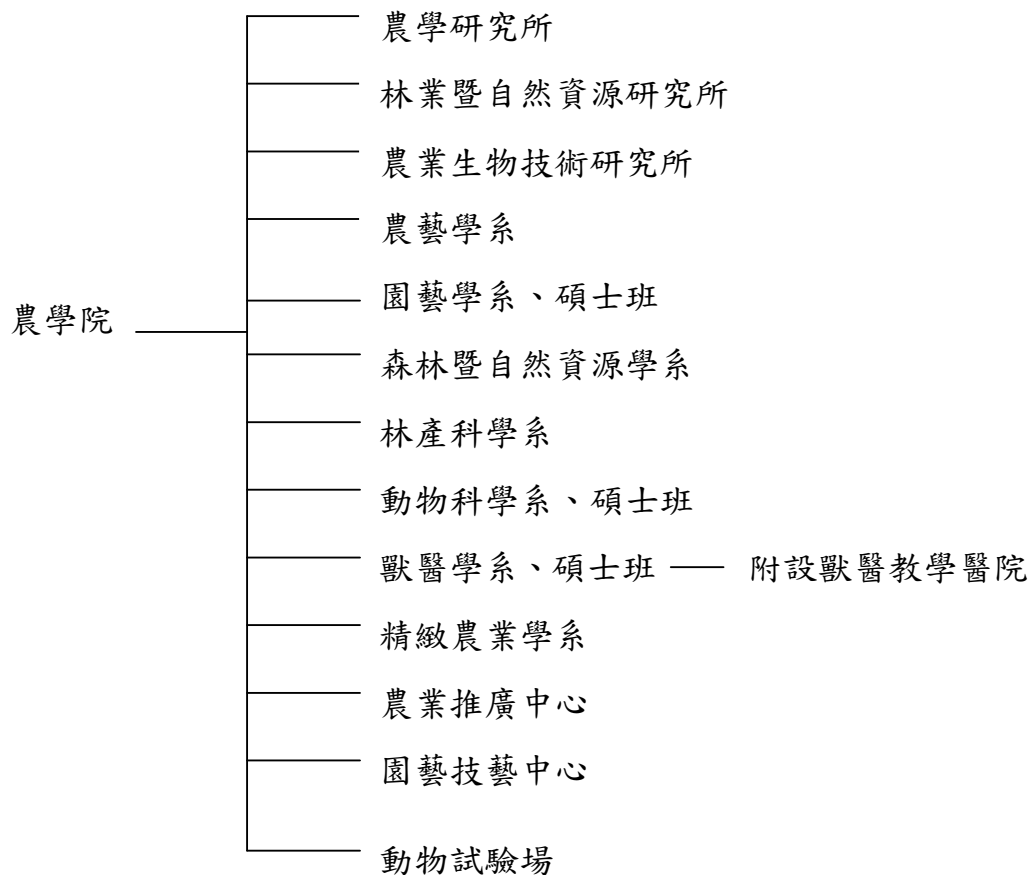 農學研究所
林業暨自然資源研究所
農業生物技術研究所
農藝學系
園藝學系、碩士班
農學院
森林暨自然資源學系
林產科學系
動物科學系、碩士班
獸醫學系、碩士班 —— 附設獸醫教學醫院
精緻農業學系
農業推廣中心
園藝技藝中心
動物試驗場